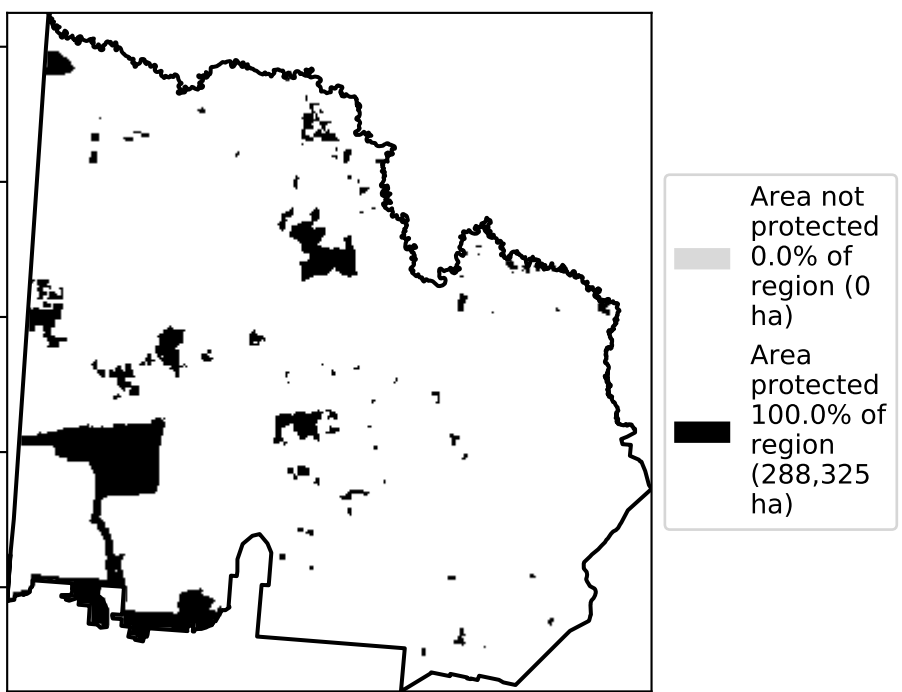 Area not
protected
0.0% of
region (0
ha)
Area
protected
100.0% of
region
(288,325
ha)